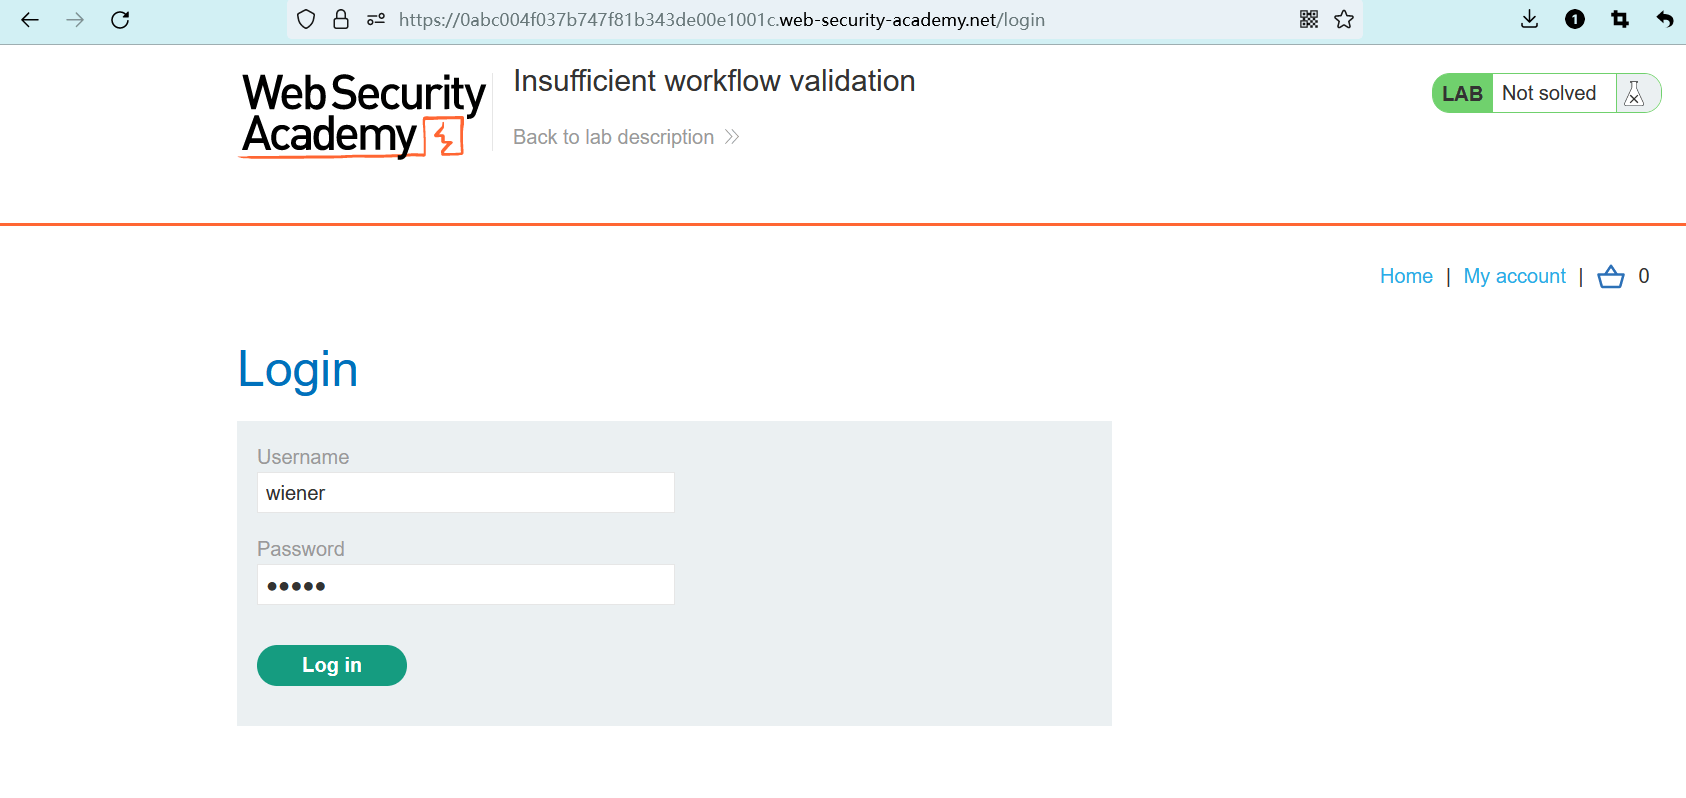 https://0abc004f037b747f81b343de00e1001c.web-security-academy.net/login
1
Web Security
Academy
Insufficient workflow validation
Back to lab description
LAB Not solved
Home | My account | 0
Login
Username
wiener
Password
Log in